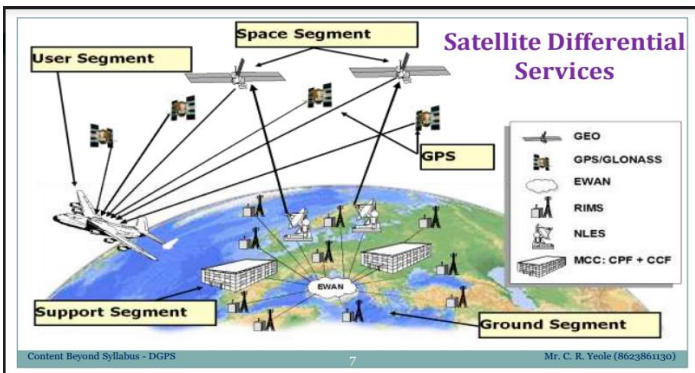 Satellite Differential
Services
Space Segment
User Segment
GPS
GEO
GPS/GLONASS
EWAN
RIMS
NLES
MCC: CPF + CCF
EWAN
Support Segment
Ground Segment
Content Beyond Syllabus - DGPS
7
Mr. C. R. Yeole (8623861130)